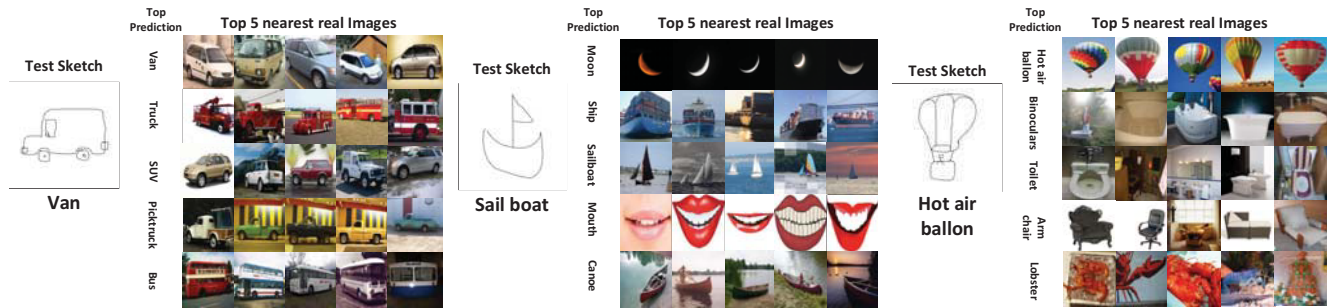 Top
Prediction
Top 5 nearest real Images
Test Sketch
Van
Van
Truck
SUV
Picktruck
Bus
Top
Prediction
Top 5 nearest real Images
Test Sketch
Sail boat
Moon
Ship
Sailboat
Mouth
Canoe
Top
Prediction
Top 5 nearest real Images
Test Sketch
Hot air
ballon
Hot air
ballon
Binoculars
Toilet
Arm
chair
Lobster